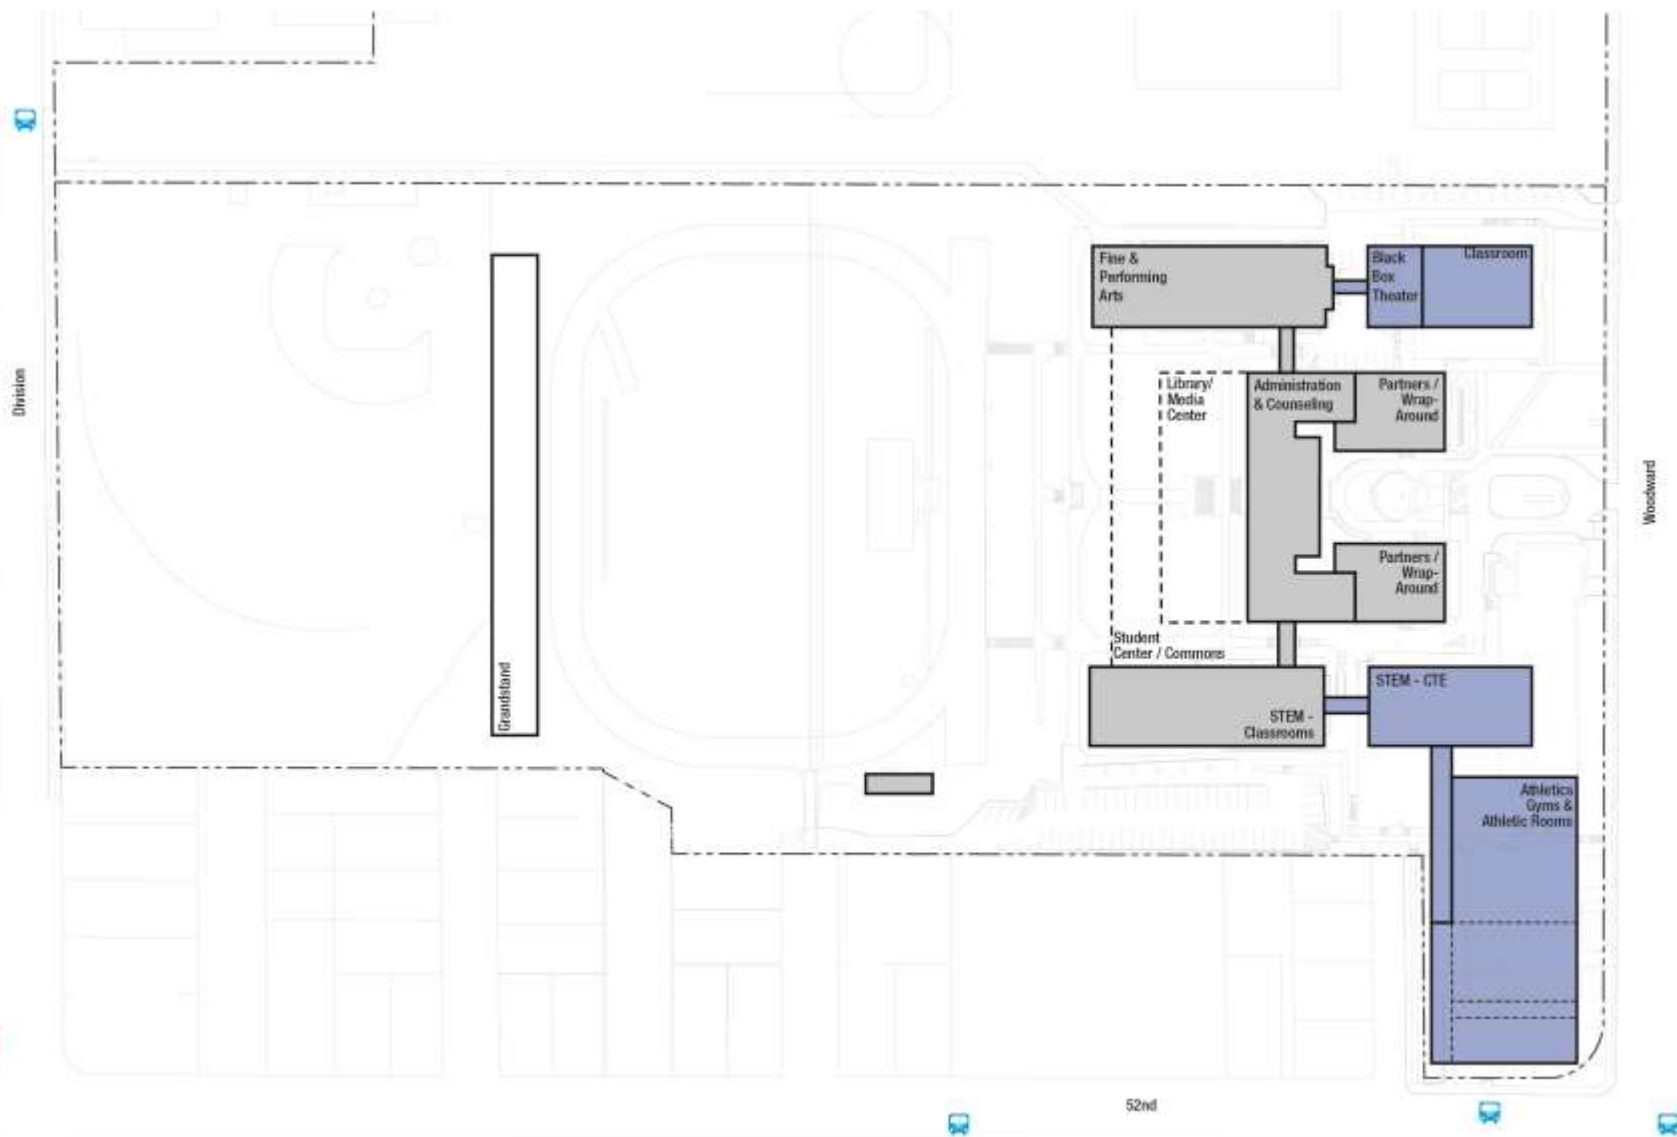 Fine &
Performing
Arts
Black
Box
Theater
Classroom
Division
Library/
Media
Center
Administration
& Counseling
Partners /
Wrap-
Around
Woodward
Partners /
Wrap-
Around
Student
Center / Commons
Grandstand
STEM - CTE
STEM -
Classrooms
Athletics
Gyms &
Athletic Rooms
52nd